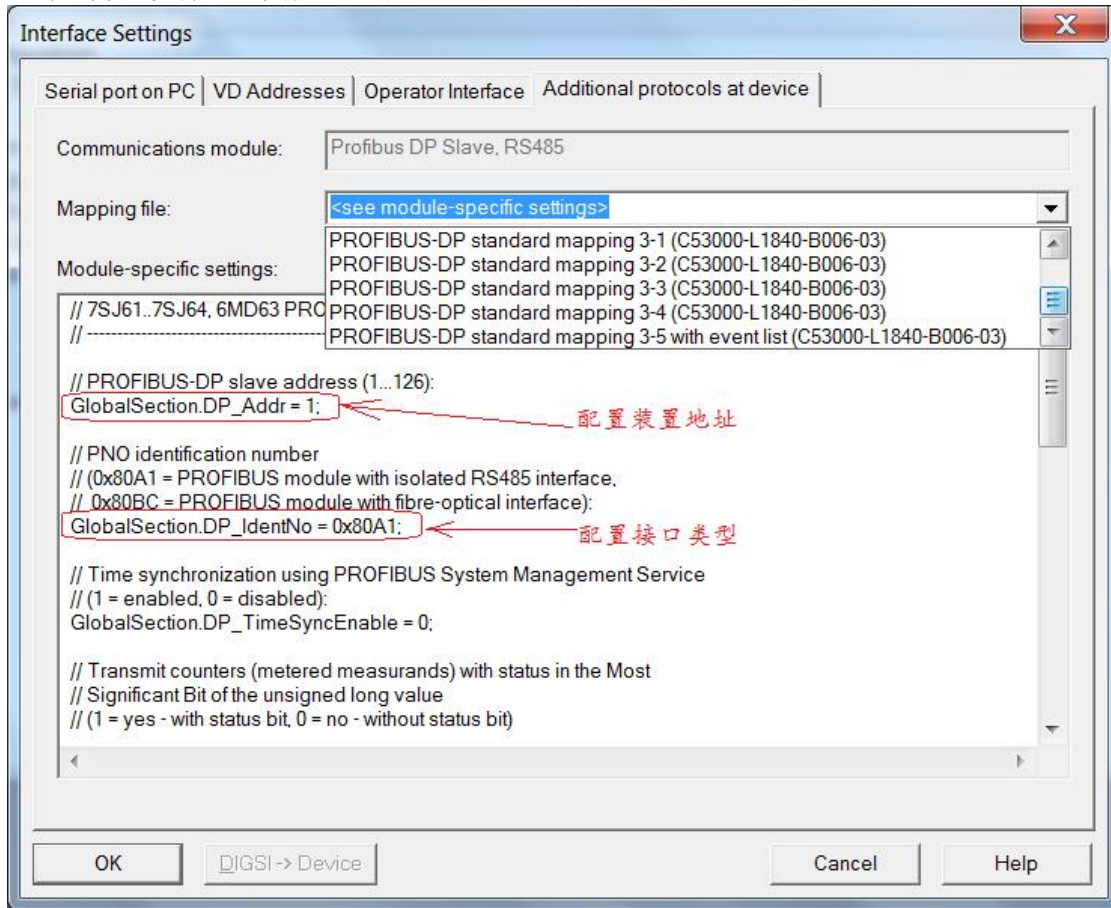 Interface Settings
Serial port on PC
VD Addresses
Operator Interface
Additional protocols at device
Communications module:
Profibus DP Slave, RS485
Mapping file:
<see module-specific settings>
PROFIBUS-DP standard mapping 3-1 (C53000-L1840-B006-03)
PROFIBUS-DP standard mapping 3-2 (C53000-L1840-B006-03)
PROFIBUS-DP standard mapping 3-3 (C53000-L1840-B006-03)
PROFIBUS-DP standard mapping 3-4 (C53000-L1840-B006-03)
PROFIBUS-DP standard mapping 3-5 with event list (C53000-L1840-B006-03)
Module-specific settings:
// 7SJ61..7SJ64, 6MD63 PRO
// ------------------------------------
// PROFIBUS-DP slave address (1...126):
GlobalSection.DP_Addr = 1;
配置装置地址
// PNO identification number
// (0x80A1 = PROFIBUS module with isolated RS485 interface,
// 0x80BC = PROFIBUS module with fibre-optical interface):
GlobalSection.DP_IdentNo = 0x80A1;
配置接口类型
// Time synchronization using PROFIBUS System Management Service
// (1 = enabled, 0 = disabled):
GlobalSection.DP_TimeSyncEnable = 0;
// Transmit counters (metered measurands) with status in the Most
// Significant Bit of the unsigned long value
// (1 = yes - with status bit, 0 = no - without status bit)
OK
DIGSI -> Device
Cancel
Help